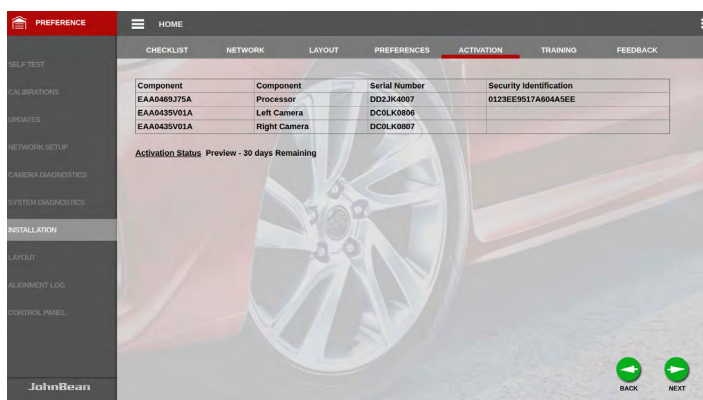 PREFERENCE
HOME
CHECKLIST NETWORK LAYOUT PREFERENCES ACTIVATION TRAINING FEEDBACK
SELF TEST
CALIBRATIONS
UPDATES
NETWORK SETUP
CAMERA DIAGNOSTICS
SYSTEM DIAGNOSTICS
INSTALLATION
LAYOUT
ALIGNMENT LOG
CONTROL PANEL
JohnBean
Component Component Serial Number Security Identification
EAA0469J75A Processor DD2JK4007 0123EE9517A604A5EE
EAA0435V01A Left Camera DC0LK0806
EAA0435V01A Right Camera DC0LK0807
Activation Status Preview - 30 days Remaining
BACK NEXT